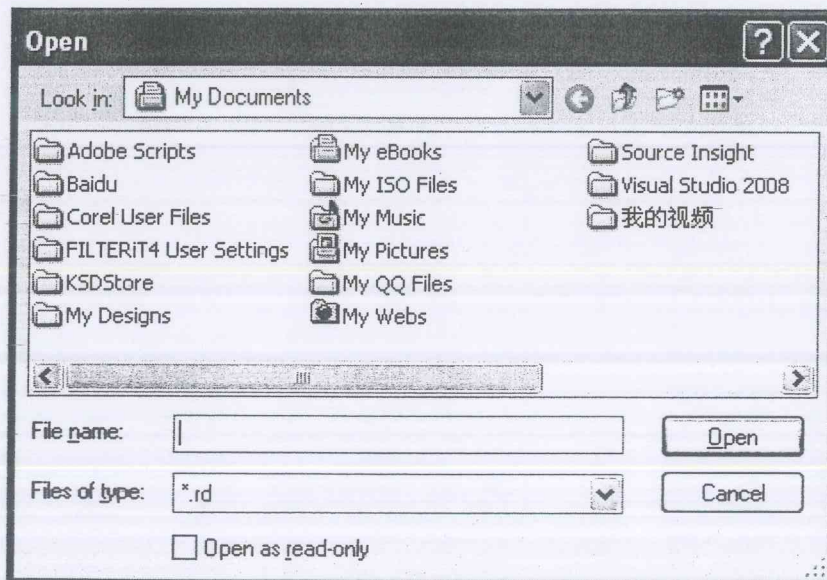 Open
Look in: My Documents
Adobe Scripts My eBooks Source Insight
Baidu My ISO Files Visual Studio 2008
Corel User Files My Music 我的视频
FILTERiT4 User Settings My Pictures
KSDStore My QQ Files
My Designs My Webs
File name: Open
Files of type: *.rd Cancel
Open as read-only